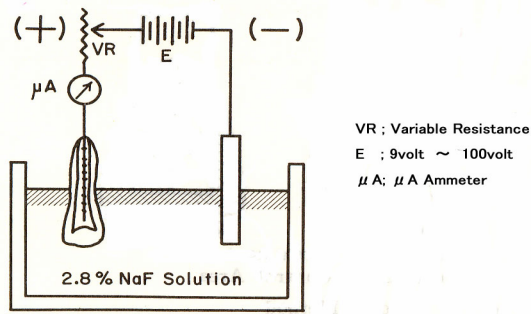 (+) (—)
VR
E
μA
VR ; Variable Resistance
E ; 9volt ~ 100volt
μA; μA Ammeter
2.8% NaF Solution